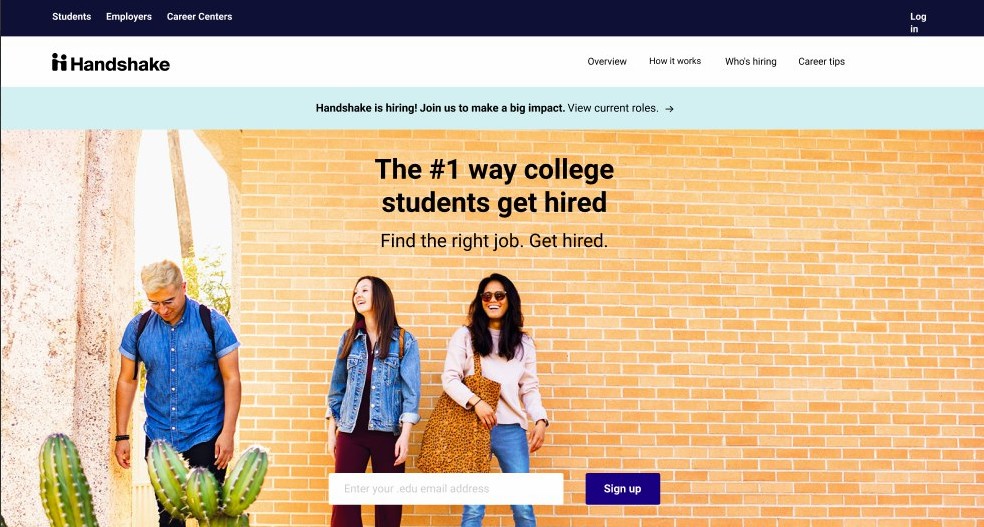 Students Employers Career Centers Log
in
Handshake Overview How it works Who's hiring Career tips
Handshake is hiring! Join us to make a big impact. View current roles. →
The #1 way college
students get hired
Find the right job. Get hired.
Enter your .edu email address Sign up